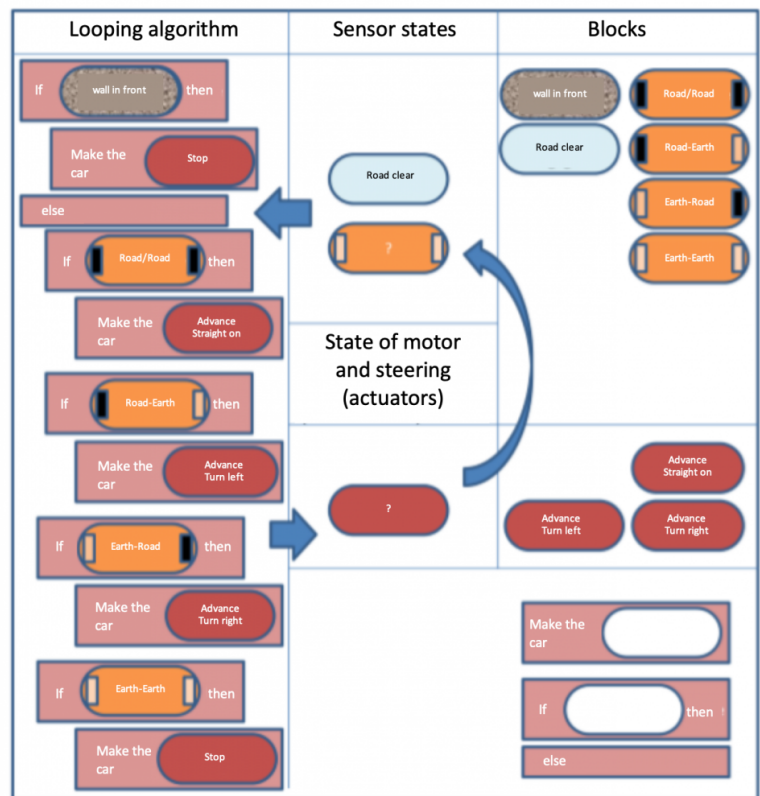 Looping algorithm
Sensor states
Blocks
If wall in front then
Make the
car
Stop
else
If Road/Road then
Make the
car
Advance
Straight on
If Road-Earth then
Make the
car
Advance
Turn left
If Earth-Road then
Make the
car
Advance
Turn right
If Earth-Earth then
Make the
car
Stop
Road clear
?
State of motor
and steering
(actuators)
?
wall in front
Road/Road
Road clear
Road-Earth
Earth-Road
Earth-Earth
Advance
Straight on
Advance
Turn left
Advance
Turn right
Make the
car
If then
else